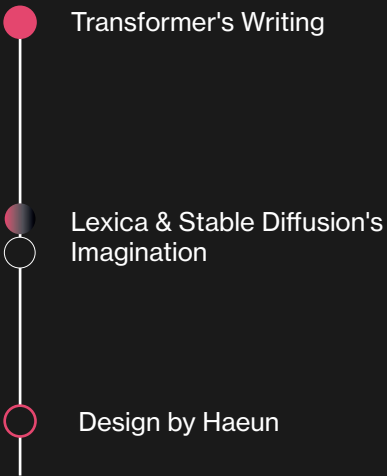 Transformer's Writing
Lexica & Stable Diffusion's
Imagination
Design by Haeun